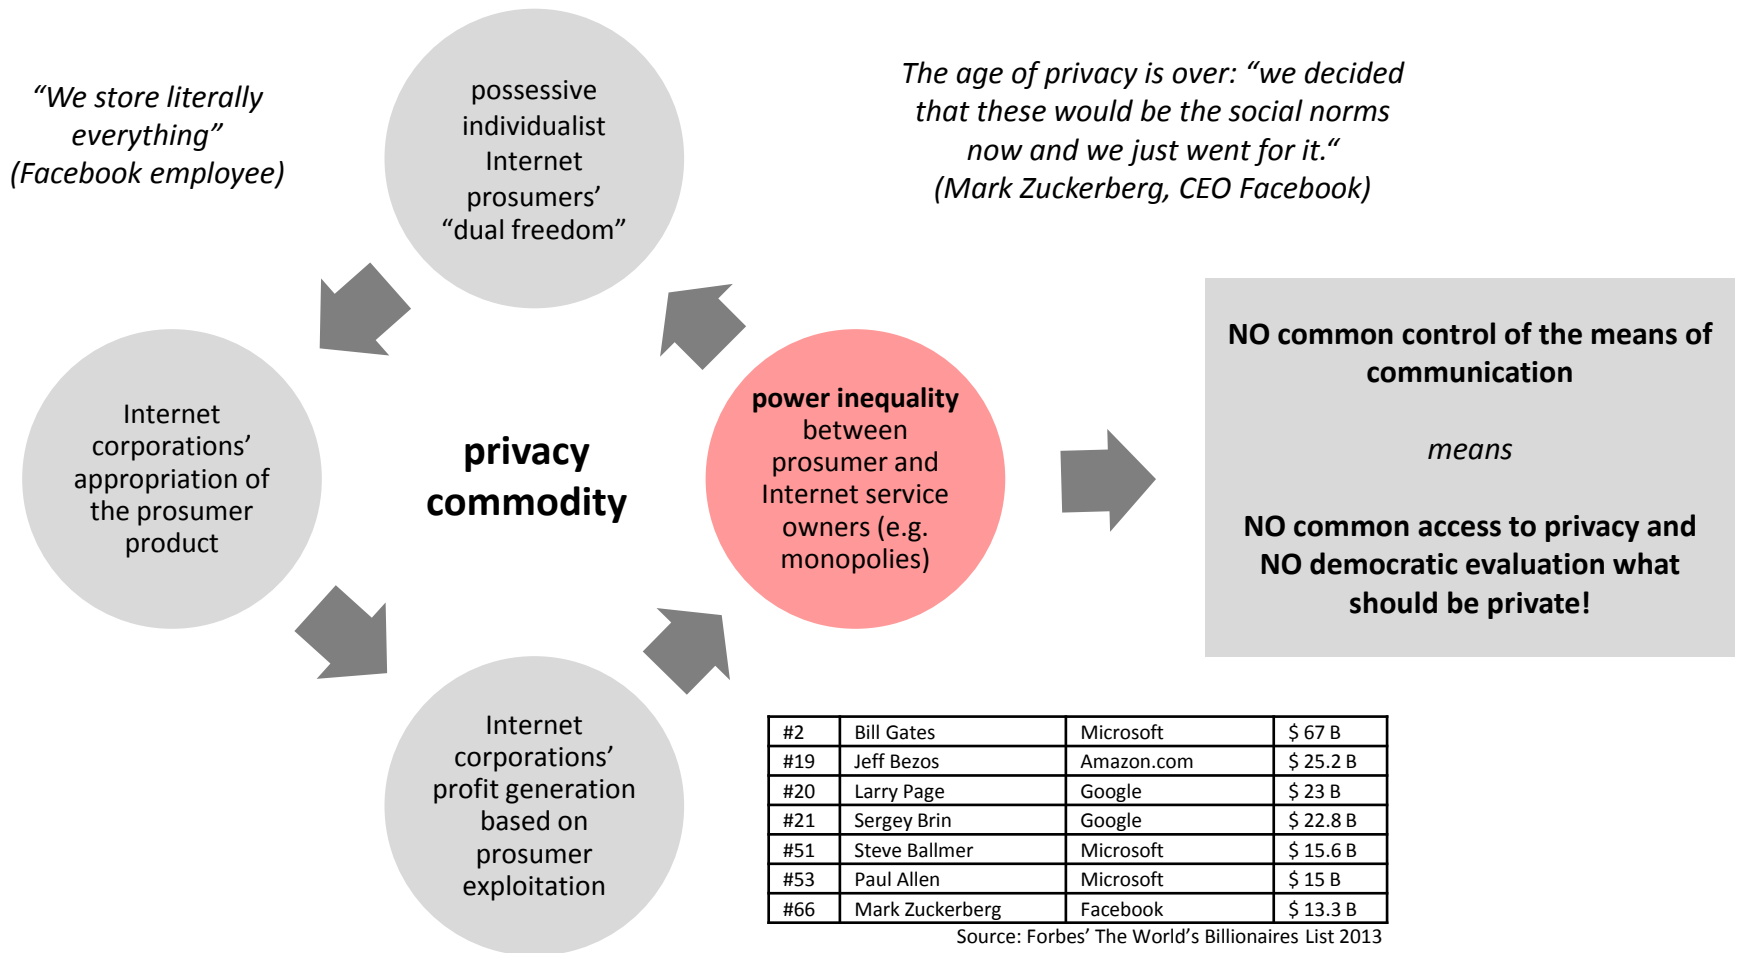 “We store literally
everything”
(Facebook employee)
possessive
individualist
Internet
prosumers’
“dual freedom”
The age of privacy is over: “we decided
that these would be the social norms
now and we just went for it.“
(Mark Zuckerberg, CEO Facebook)
Internet
corporations’
appropriation of
the prosumer
product
privacy
commodity
power inequality
between
prosumer and
Internet service
owners (e.g.
monopolies)
NO common control of the means of
communication
means
NO common access to privacy and
NO democratic evaluation what
should be private!
Internet
corporations’
profit generation
based on
prosumer
exploitation
#2 Bill Gates Microsoft $ 67 B
#19 Jeff Bezos Amazon.com $ 25.2 B
#20 Larry Page Google $ 23 B
#21 Sergey Brin Google $ 22.8 B
#51 Steve Ballmer Microsoft $ 15.6 B
#53 Paul Allen Microsoft $ 15 B
#66 Mark Zuckerberg Facebook $ 13.3 B
Source: Forbes’ The World’s Billionaires List 2013